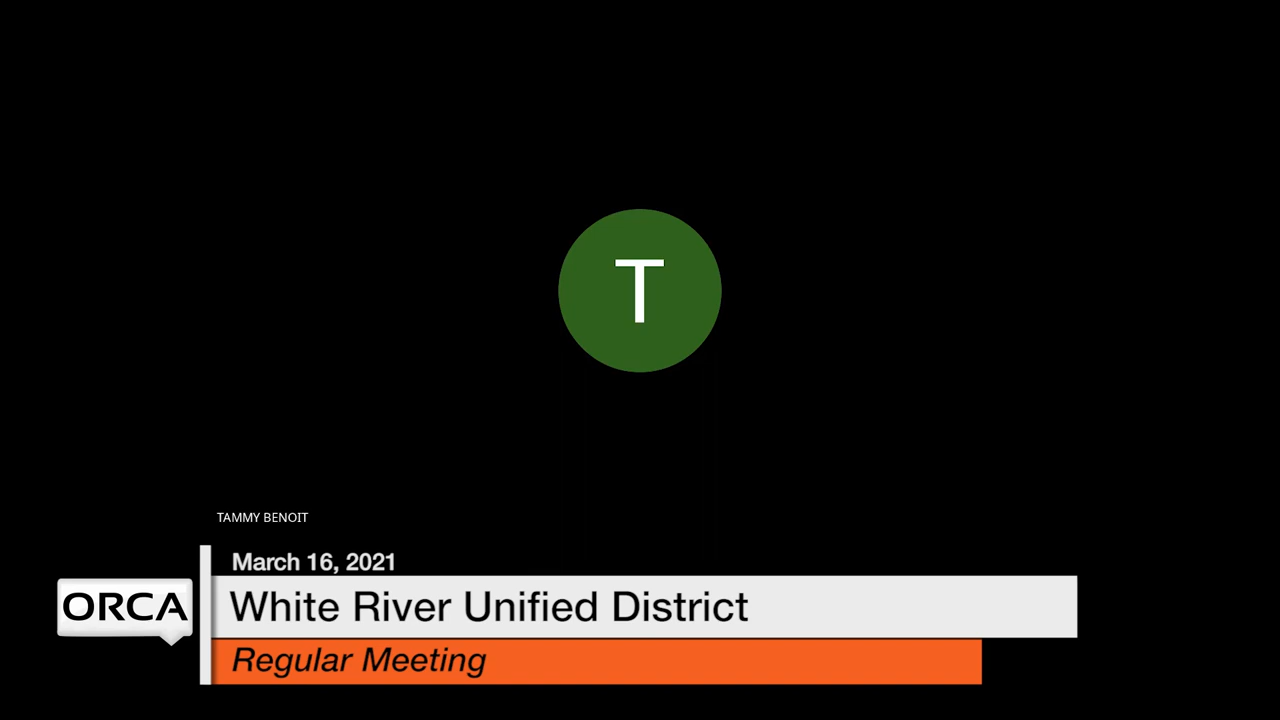 T
TAMMY BENOIT
March 16, 2021
ORCA
White River Unified District
Regular Meeting